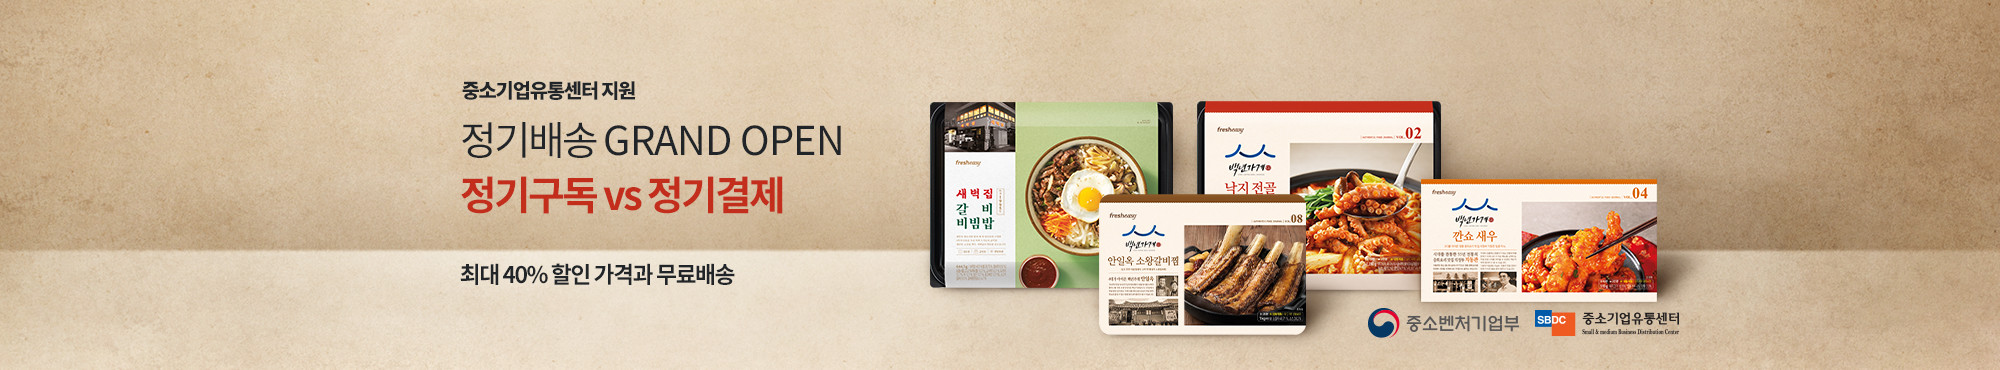 중소기업유통센터 지원
정기배송 GRAND OPEN
정기구독 vs 정기결제
최대 40% 할인 가격과 무료배송
fresheasy
새벽집
갈비
비빔밥
fresheasy
02
백년가게
낙지 전골
fresheasy
08
백년가게
안일옥 소왕갈비찜
fresheasy
04
백년가게
깐쇼 새우
중소벤처기업부
SBDC
중소기업유통센터
Small & medium Business Distribution Center